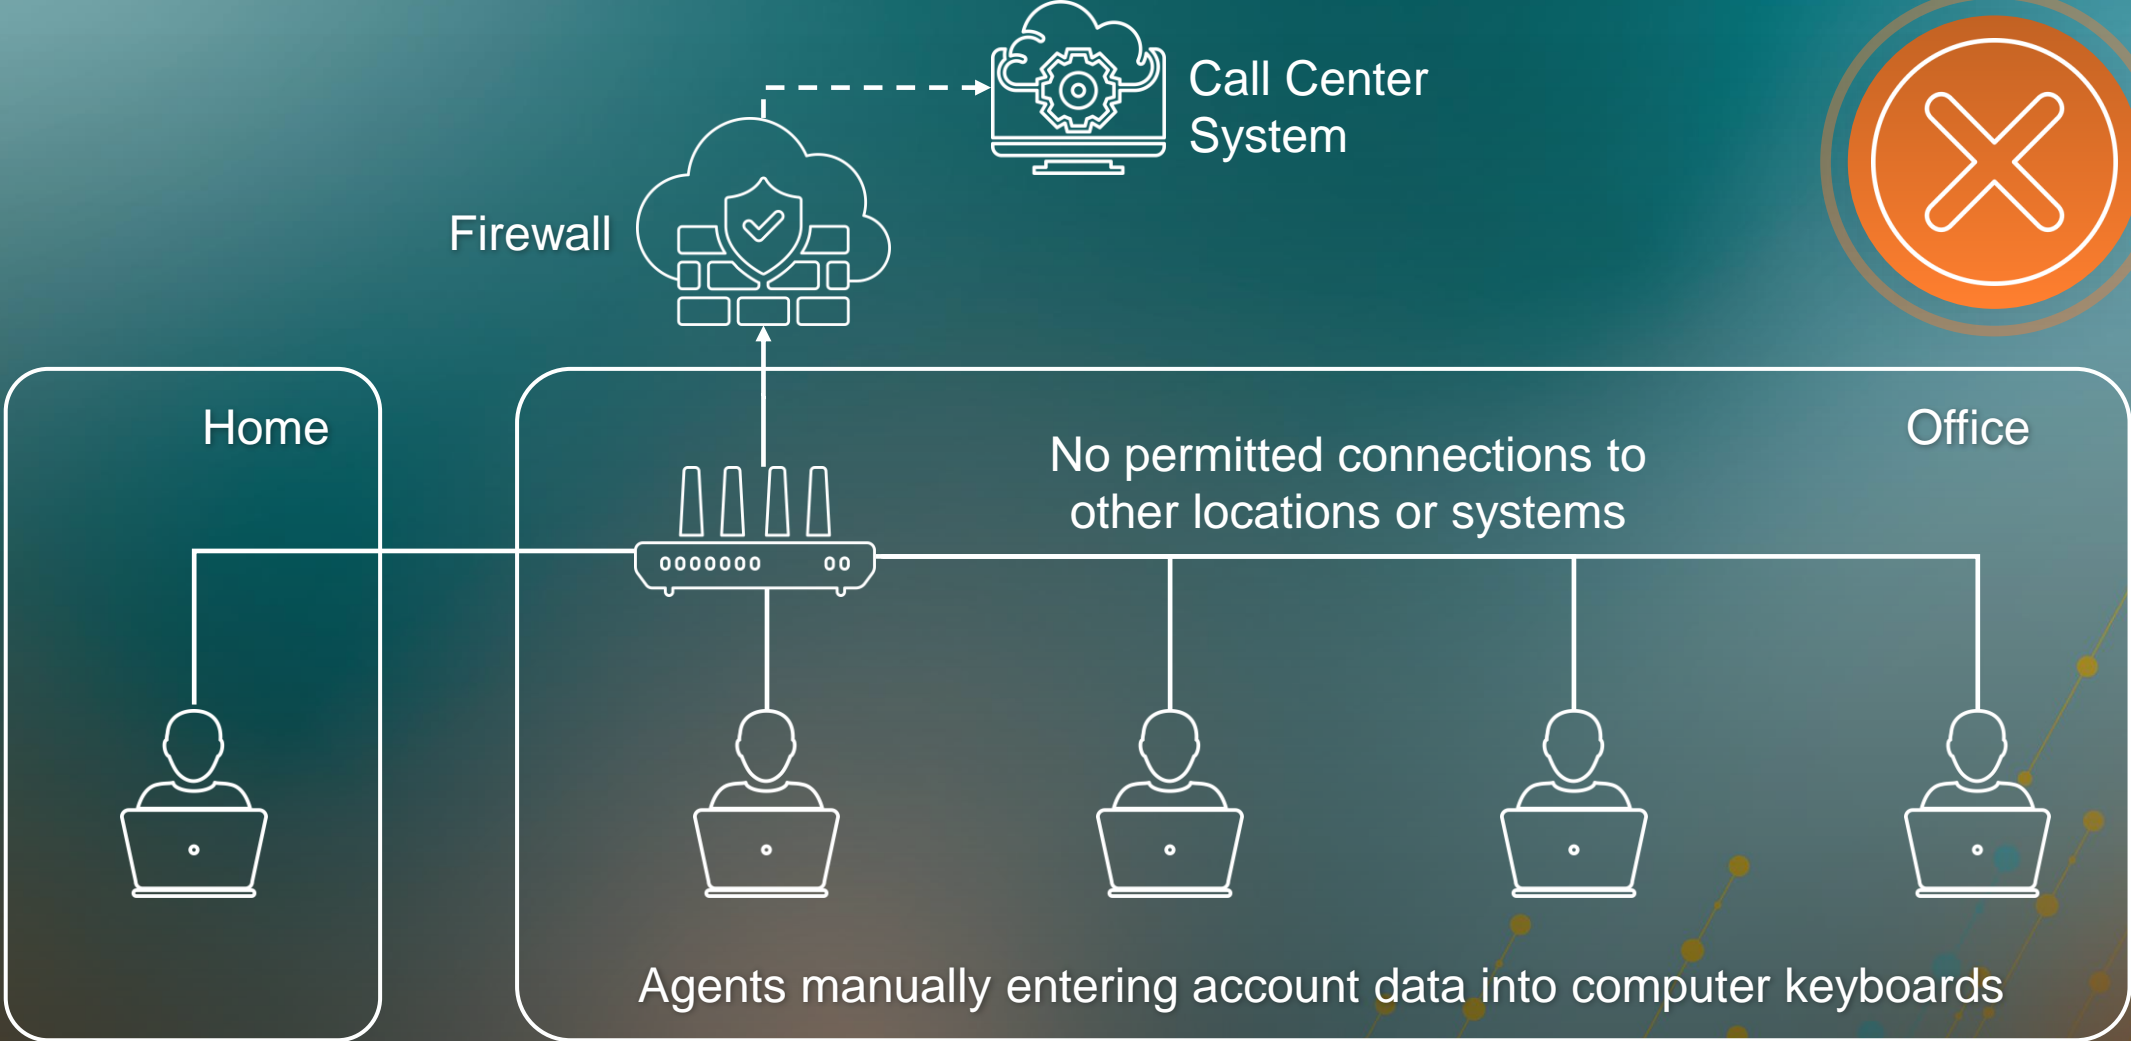 Call Center
System
Firewall
Home
Office
No permitted connections to
other locations or systems
Agents manually entering account data into computer keyboards